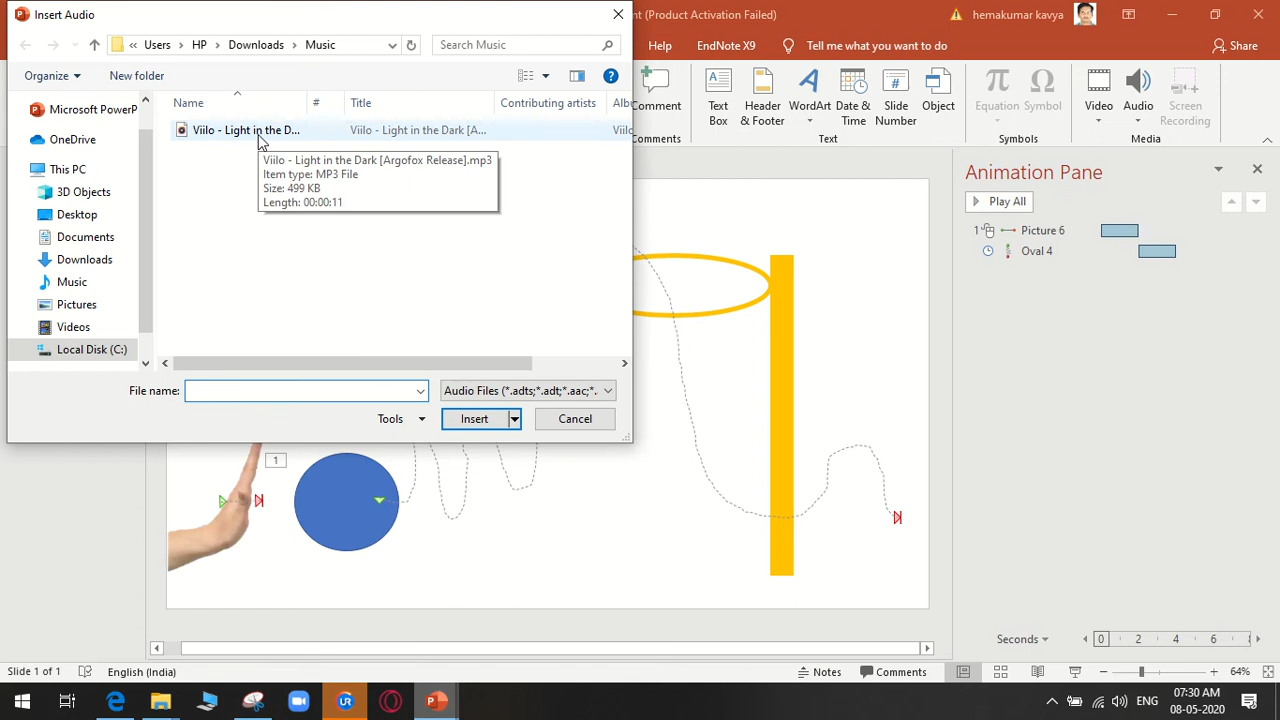 Insert Audio
nt (Product Activation Failed)
hemakumar kavya
Users
HP
Downloads
Music
Search Music
Help
EndNote X9
Tell me what you want to do
Share
Organize
New folder
Microsoft PowerP
OneDrive
This PC
3D Objects
Desktop
Documents
Downloads
Music
Pictures
Videos
Local Disk (C:)
Name
#
Title
Contributing artists
Albu
Viilo - Light in the D...
Viilo - Light in the Dark [A...
Viilo
Viilo - Light in the Dark [Argofox Release].mp3
Item type: MP3 File
Size: 499 KB
Length: 00:00:11
File name:
Audio Files (*.adts;*.adt;*.aac;*.
Tools
Insert
Cancel
Comment
Text Box
Header & Footer
WordArt
Date & Time
Slide Number
Object
Equation
Symbol
Video
Audio
Screen Recording
Comments
Text
Symbols
Media
Animation Pane
Play All
1
Picture 6
Oval 4
1
Seconds
0
2
4
6
Slide 1 of 1
English (India)
Notes
Comments
64%
UR
ENG
07:30 AM
08-05-2020